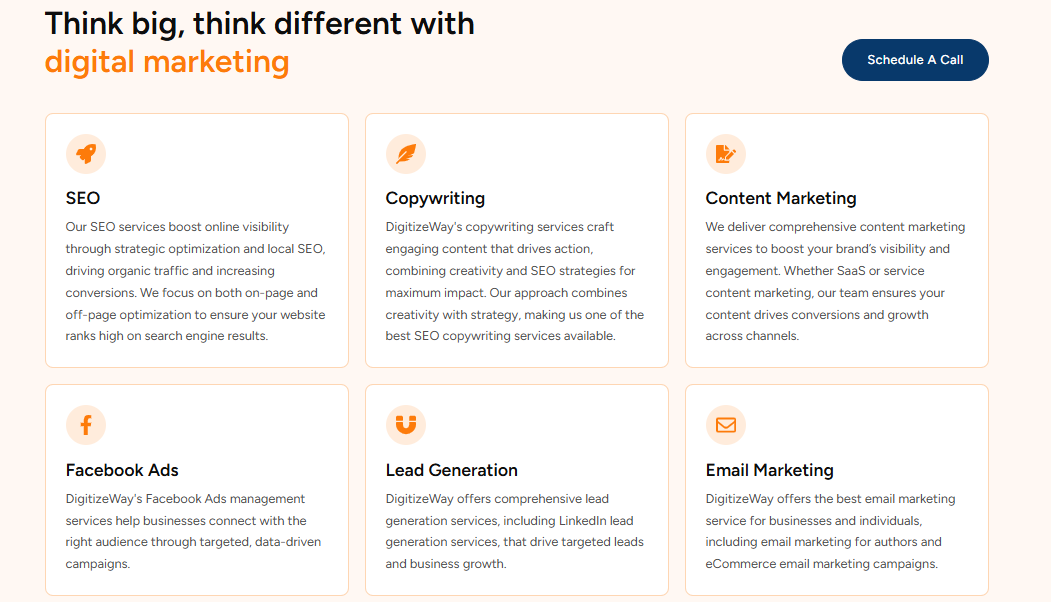 Think big, think different with
digital marketing
Schedule A Call
SEO
Our SEO services boost online visibility
through strategic optimization and local SEO,
driving organic traffic and increasing
conversions. We focus on both on-page and
off-page optimization to ensure your website
ranks high on search engine results.
Copywriting
DigitizeWay's copywriting services craft
engaging content that drives action,
combining creativity and SEO strategies for
maximum impact. Our approach combines
creativity with strategy, making us one of the
best SEO copywriting services available.
Content Marketing
We deliver comprehensive content marketing
services to boost your brand’s visibility and
engagement. Whether SaaS or service
content marketing, our team ensures your
content drives conversions and growth
across channels.
Facebook Ads
DigitizeWay's Facebook Ads management
services help businesses connect with the
right audience through targeted, data-driven
campaigns.
Lead Generation
DigitizeWay offers comprehensive lead
generation services, including LinkedIn lead
generation services, that drive targeted leads
and business growth.
Email Marketing
DigitizeWay offers the best email marketing
service for businesses and individuals,
including email marketing for authors and
eCommerce email marketing campaigns.